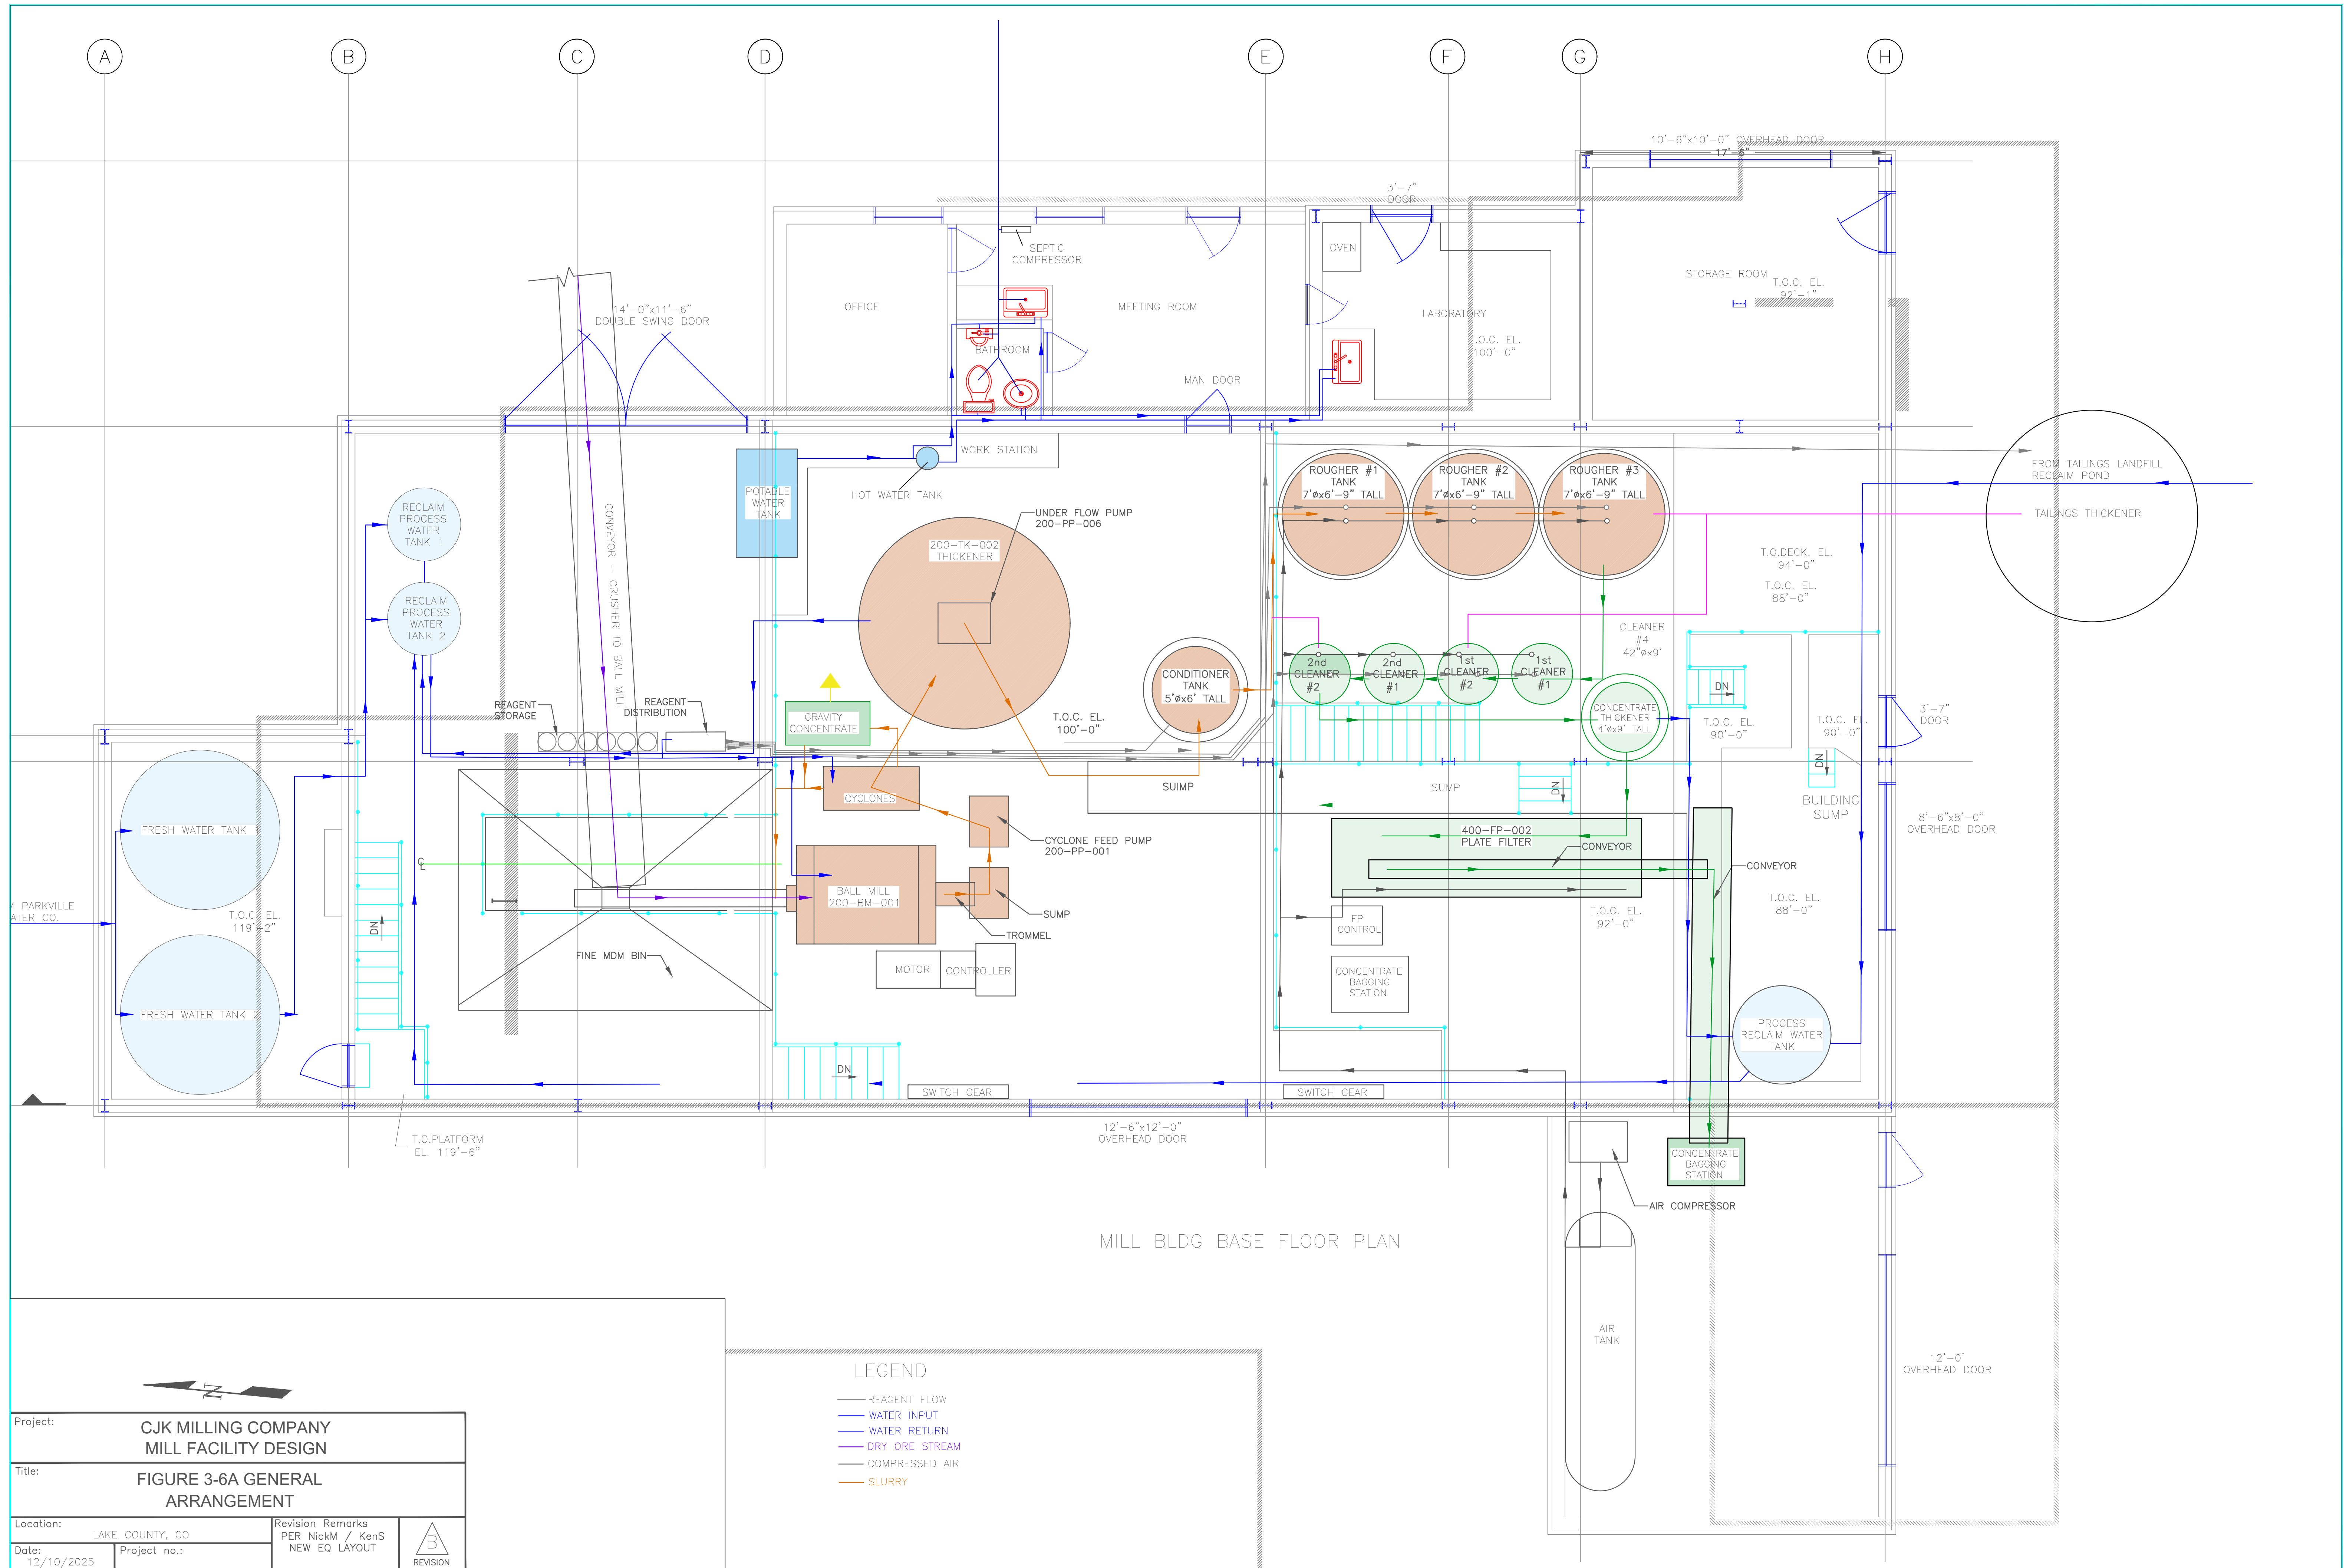 A
B
C
D
E
F
G
H
10'-6"x10'-0" OVERHEAD DOOR
17'-6"
3'-7"
DOOR
SEPTIC
COMPRESSOR
OVEN
OFFICE
MEETING ROOM
STORAGE ROOM
T.O.C. EL.
92'-1"
14'-0"x11'-6"
DOUBLE SWING DOOR
LABORATORY
T.O.C. EL.
100'-0"
BATHROOM
MAN DOOR
WORK STATION
HOT WATER TANK
POTABLE
WATER
TANK
RECLAIM
PROCESS
WATER
TANK 1
RECLAIM
PROCESS
WATER
TANK 2
CONVEYOR - CRUSHER TO BALL MILL
UNDER FLOW PUMP
200-PP-006
200-TK-002
THICKENER
ROUGHER #1
TANK
7'øx6'-9" TALL
ROUGHER #2
TANK
7'øx6'-9" TALL
ROUGHER #3
TANK
7'øx6'-9" TALL
FROM TAILINGS LANDFILL
RECLAIM POND
TAILINGS THICKENER
T.O.DECK. EL.
94'-0"
T.O.C. EL.
88'-0"
CLEANER
#4
42"øx9'
2nd
CLEANER
#2
2nd
CLEANER
#1
1st
CLEANER
#2
1st
CLEANER
#1
CONDITIONER
TANK
5'øx6' TALL
CONCENTRATE
THICKENER
4'øx9' TALL
DN
T.O.C. EL.
90'-0"
T.O.C. EL.
90'-0"
3'-7"
DOOR
REAGENT
STORAGE
REAGENT
DISTRIBUTION
GRAVITY
CONCENTRATE
T.O.C. EL.
100'-0"
CYCLONES
SUIMP
SUMP
DN
DN
BUILDING
SUMP
8'-6"x8'-0"
OVERHEAD DOOR
FRESH WATER TANK 1
CYCLONE FEED PUMP
200-PP-001
400-FP-002
PLATE FILTER
CONVEYOR
CONVEYOR
℄
BALL MILL
200-BM-001
SUMP
TROMMEL
M PARKVILLE
ATER CO.
T.O.C. EL.
119'-2"
DN
FP
CONTROL
T.O.C. EL.
92'-0"
T.O.C. EL.
88'-0"
FINE MDM BIN
MOTOR
CONTROLLER
CONCENTRATE
BAGGING
STATION
FRESH WATER TANK 2
PROCESS
RECLAIM WATER
TANK
DN
SWITCH GEAR
SWITCH GEAR
T.O.PLATFORM
EL. 119'-6"
12'-6"x12'-0"
OVERHEAD DOOR
CONCENTRATE
BAGGING
STATION
AIR COMPRESSOR
MILL BLDG BASE FLOOR PLAN
AIR
TANK
12'-0"
OVERHEAD DOOR
LEGEND
REAGENT FLOW
WATER INPUT
WATER RETURN
DRY ORE STREAM
COMPRESSED AIR
SLURRY
N
Project:
CJK MILLING COMPANY
MILL FACILITY DESIGN
Title:
FIGURE 3-6A GENERAL
ARRANGEMENT
Location:
LAKE COUNTY, CO
Revision Remarks
PER NickM / KenS
NEW EQ LAYOUT
B
REVISION
Date:
12/10/2025
Project no.: